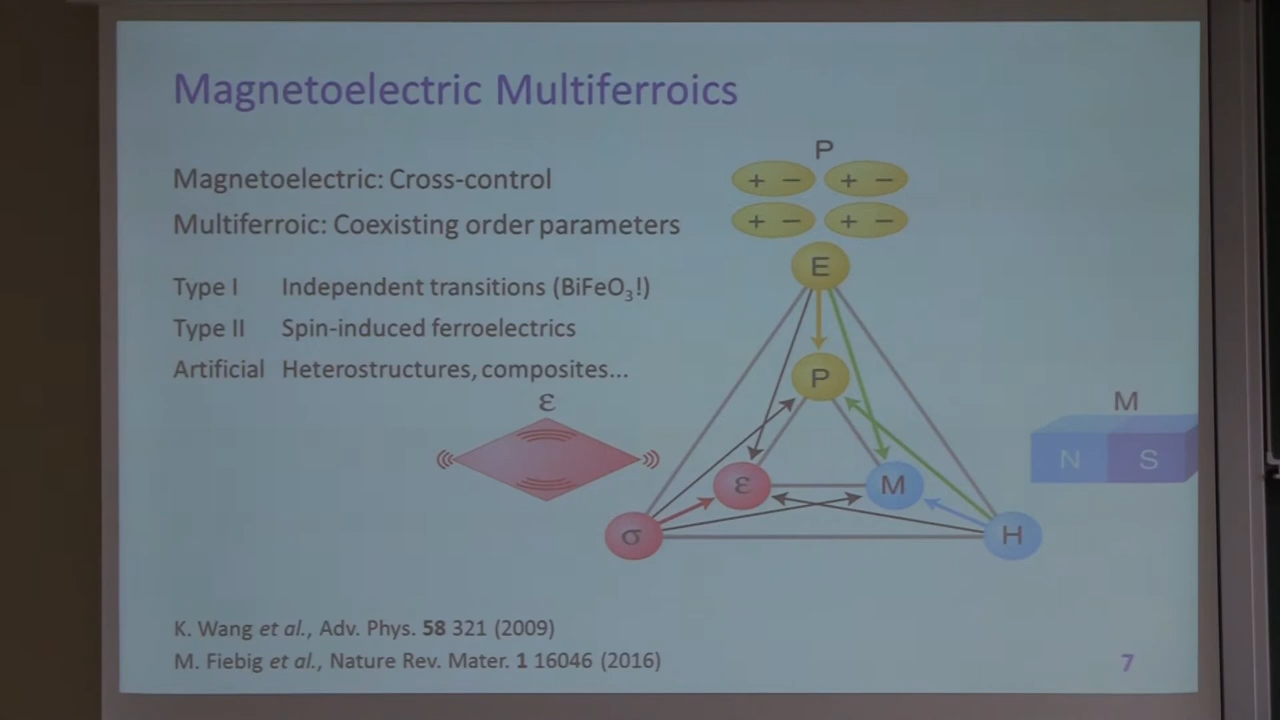 Magnetoelectric Multiferroics
Magnetoelectric: Cross-control
Multiferroic: Coexisting order parameters
Type I Independent transitions (BiFeO₃!)
Type II Spin-induced ferroelectrics
Artificial Heterostructures, composites...
P
+ − + −
+ − + −
E
P
ε
M
N S
ε M
σ H
K. Wang et al., Adv. Phys. 58 321 (2009)
M. Fiebig et al., Nature Rev. Mater. 1 16046 (2016)
7